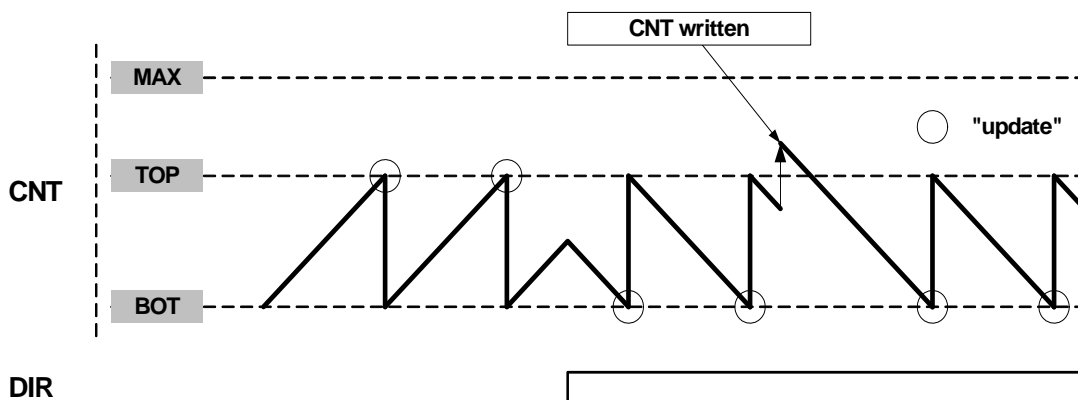 CNT written
MAX
"update"
TOP
CNT
BOT
DIR